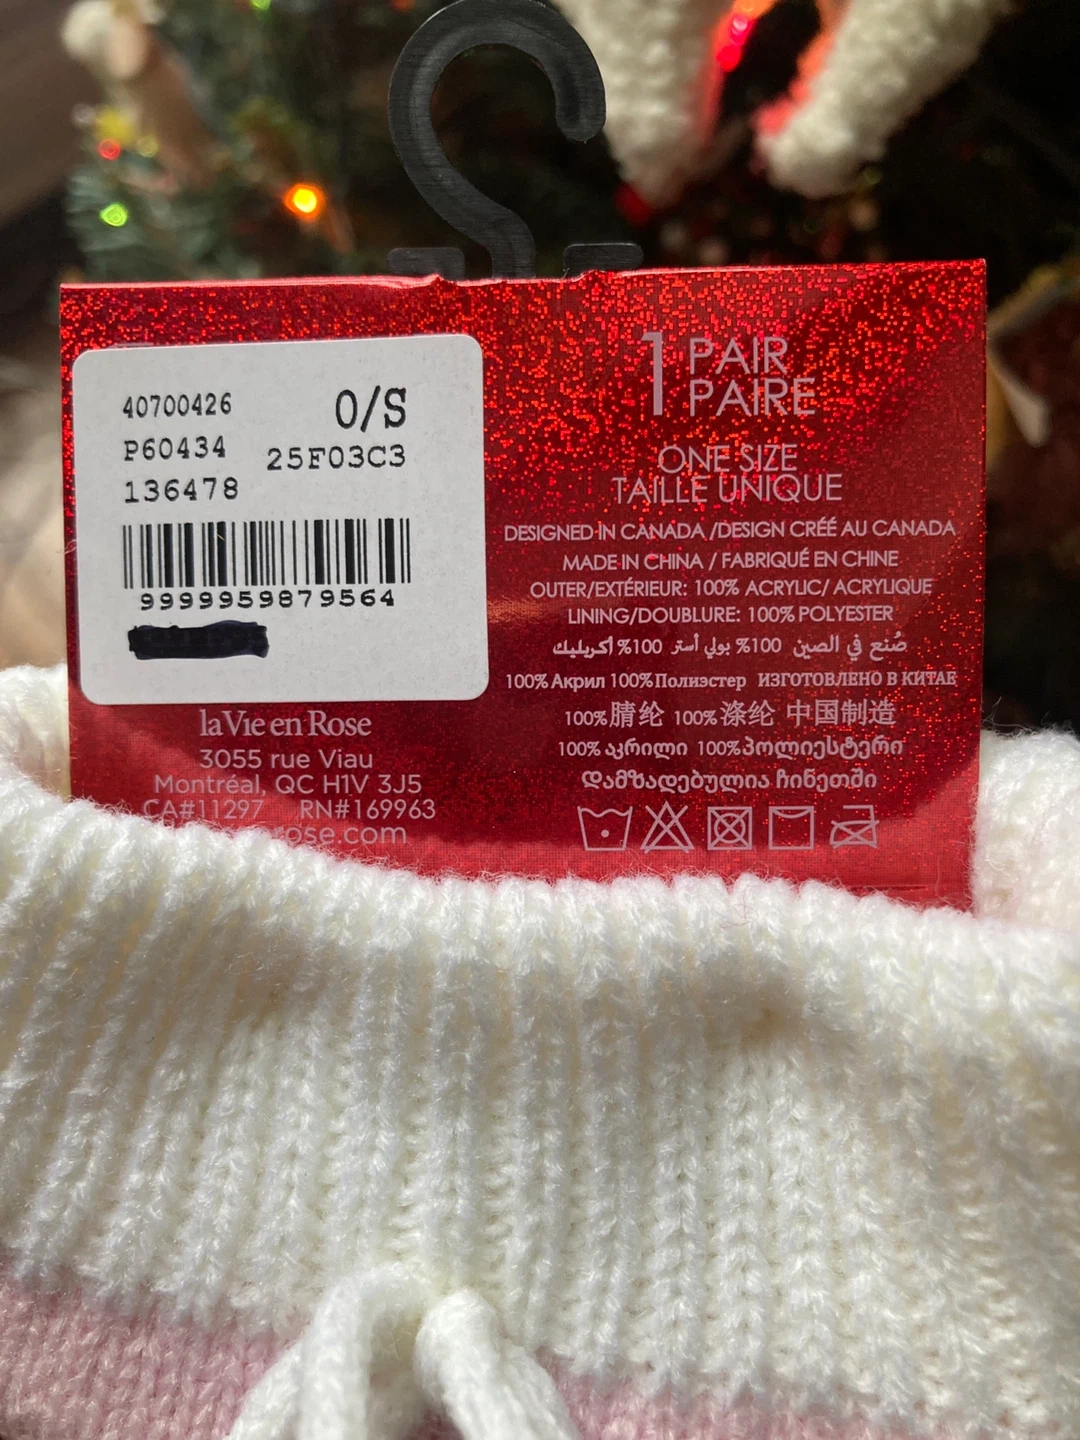 40700426
O/S
P60434
25F03C3
136478
9999959879564
laVie en Rose
3055 rue Viau
Montréal, QC H1V 3J5
CA#11297 RN#169963
rose.com
1 PAIR
PAIRE
ONE SIZE
TAILLE UNIQUE
DESIGNED IN CANADA /DESIGN CRÉÉ AU CANADA
MADE IN CHINA / FABRIQUÉ EN CHINE
OUTER/EXTÉRIEUR: 100% ACRYLIC/ ACRYLIQUE
LINING/DOUBLURE: 100% POLYESTER
صُنع في الصين 100% بولي أستر 100% أكريليك
100% Акрил 100%Полиэстер ИЗГОТОВЛЕНО В КИТАЕ
100%腈纶 100%涤纶 中国制造
100% აკრილი 100%პოლიესტერი
დამზადებულია ჩინეთში